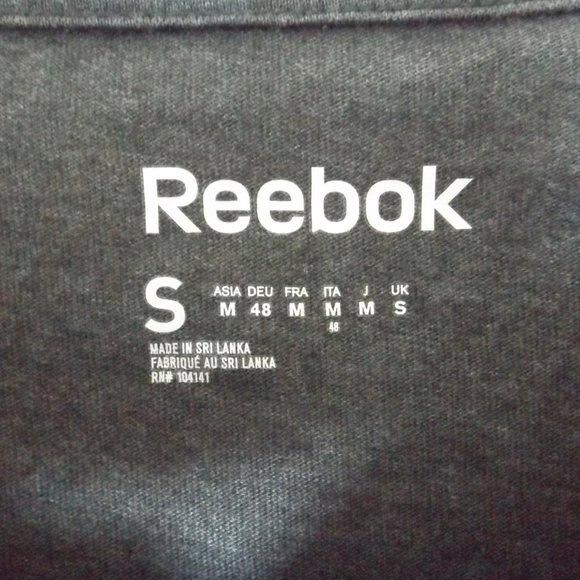 Reebok
S
ASIA DEU FRA ITA J UK
M 48 M M M S
48
MADE IN SRI LANKA
FABRIQUÉ AU SRI LANKA
RN# 104141